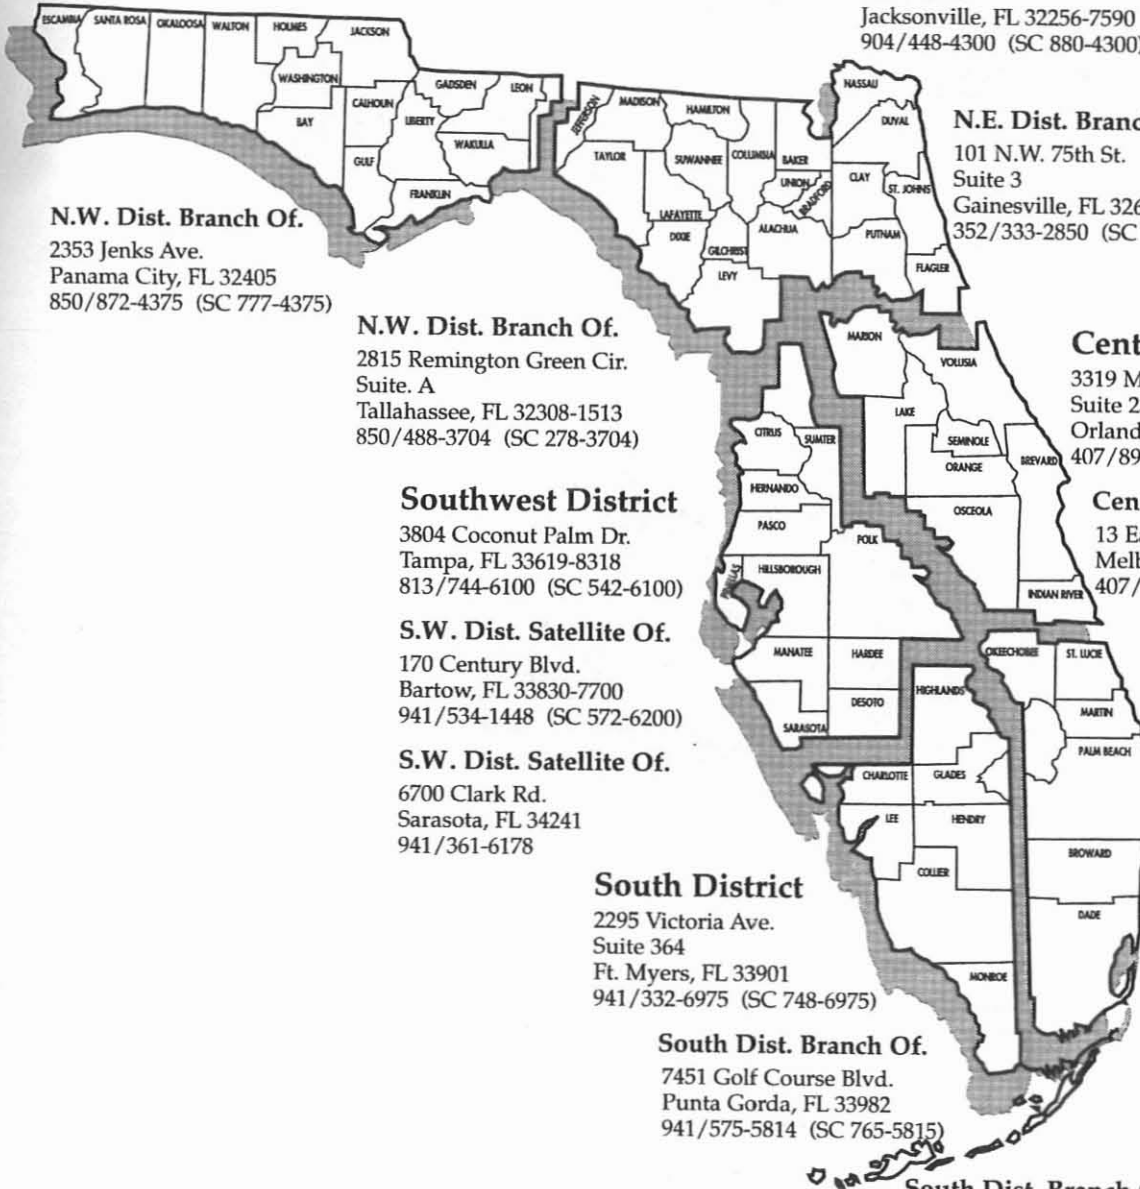 Jacksonville, FL 32256-7590
904/448-4300 (SC 880-4300)
ESCAMBIA
SANTA ROSA
OKALOOSA
WALTON
HOLMES
JACKSON
WASHINGTON
BAY
CALHOUN
GULF
GADSDEN
LIBERTY
LEON
WAKULLA
FRANKLIN
JEFFERSON
MADISON
HAMILTON
TAYLOR
SUWANNEE
COLUMBIA
BAKER
NASSAU
DUVAL
UNION
BRADFORD
CLAY
ST. JOHNS
LAFAYETTE
DIXIE
GILCHRIST
ALACHUA
PUTNAM
LEVY
FLAGLER
N.E. Dist. Branc
101 N.W. 75th St.
Suite 3
Gainesville, FL 326
352/333-2850 (SC
N.W. Dist. Branch Of.
2353 Jenks Ave.
Panama City, FL 32405
850/872-4375 (SC 777-4375)
N.W. Dist. Branch Of.
2815 Remington Green Cir.
Suite. A
Tallahassee, FL 32308-1513
850/488-3704 (SC 278-3704)
MARION
VOLUSIA
LAKE
CITRUS
SUMTER
SEMINOLE
ORANGE
BREVARD
HERNANDO
OSCEOLA
PASCO
POLK
PINELLAS
HILLSBOROUGH
INDIAN RIVER
Cent
3319 M
Suite 2
Orland
407/89
Cen
13 Ea
Melb
407/
Southwest District
3804 Coconut Palm Dr.
Tampa, FL 33619-8318
813/744-6100 (SC 542-6100)
S.W. Dist. Satellite Of.
170 Century Blvd.
Bartow, FL 33830-7700
941/534-1448 (SC 572-6200)
S.W. Dist. Satellite Of.
6700 Clark Rd.
Sarasota, FL 34241
941/361-6178
MANATEE
HARDEE
OKEECHOBEE
ST. LUCIE
HIGHLANDS
DESOTO
SARASOTA
MARTIN
PALM BEACH
CHARLOTTE
GLADES
LEE
HENDRY
COLLIER
BROWARD
DADE
MONROE
South District
2295 Victoria Ave.
Suite 364
Ft. Myers, FL 33901
941/332-6975 (SC 748-6975)
South Dist. Branch Of.
7451 Golf Course Blvd.
Punta Gorda, FL 33982
941/575-5814 (SC 765-5815)
South Dist. Branch